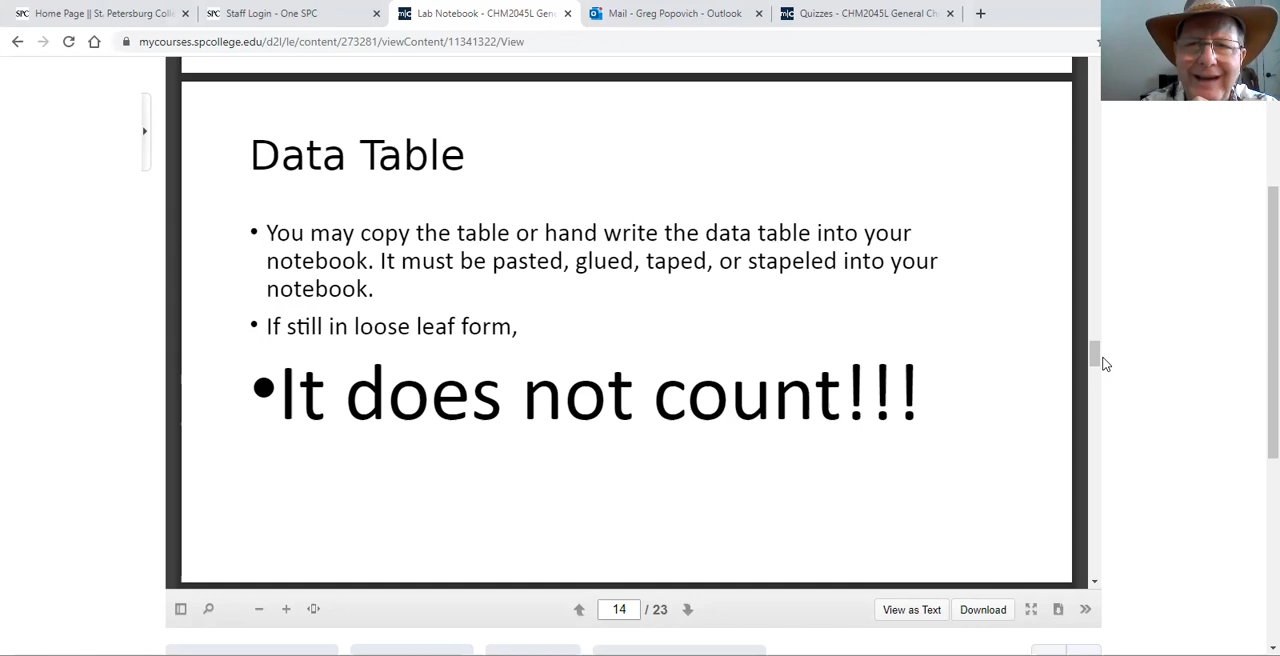 SPC Home Page || St. Petersburg Coll
SPC Staff Login - One SPC
m|c Lab Notebook - CHM2045L Gen
Mail - Greg Popovich - Outlook
m|c Quizzes - CHM2045L General Ch
mycourses.spcollege.edu/d2l/le/content/273281/viewContent/11341322/View
Data Table
• You may copy the table or hand write the data table into your
notebook. It must be pasted, glued, taped, or stapeled into your
notebook.
• If still in loose leaf form,
•It does not count!!!
14 / 23
View as Text
Download